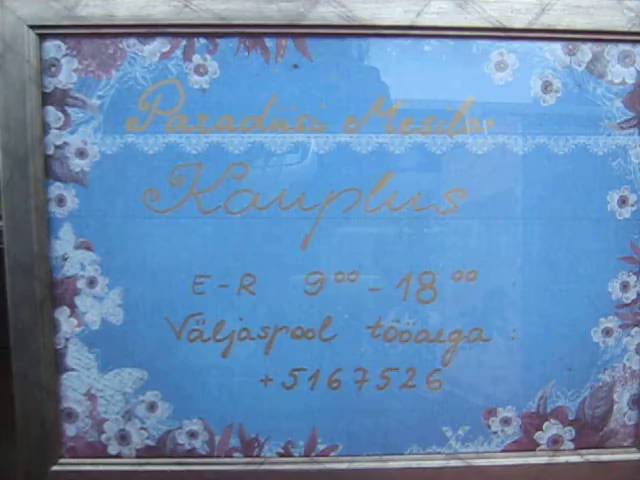 Paradiisi Mesila
Kauplus
E-R 9⁰⁰-18⁰⁰
Väljaspool tööaega :
+5167526